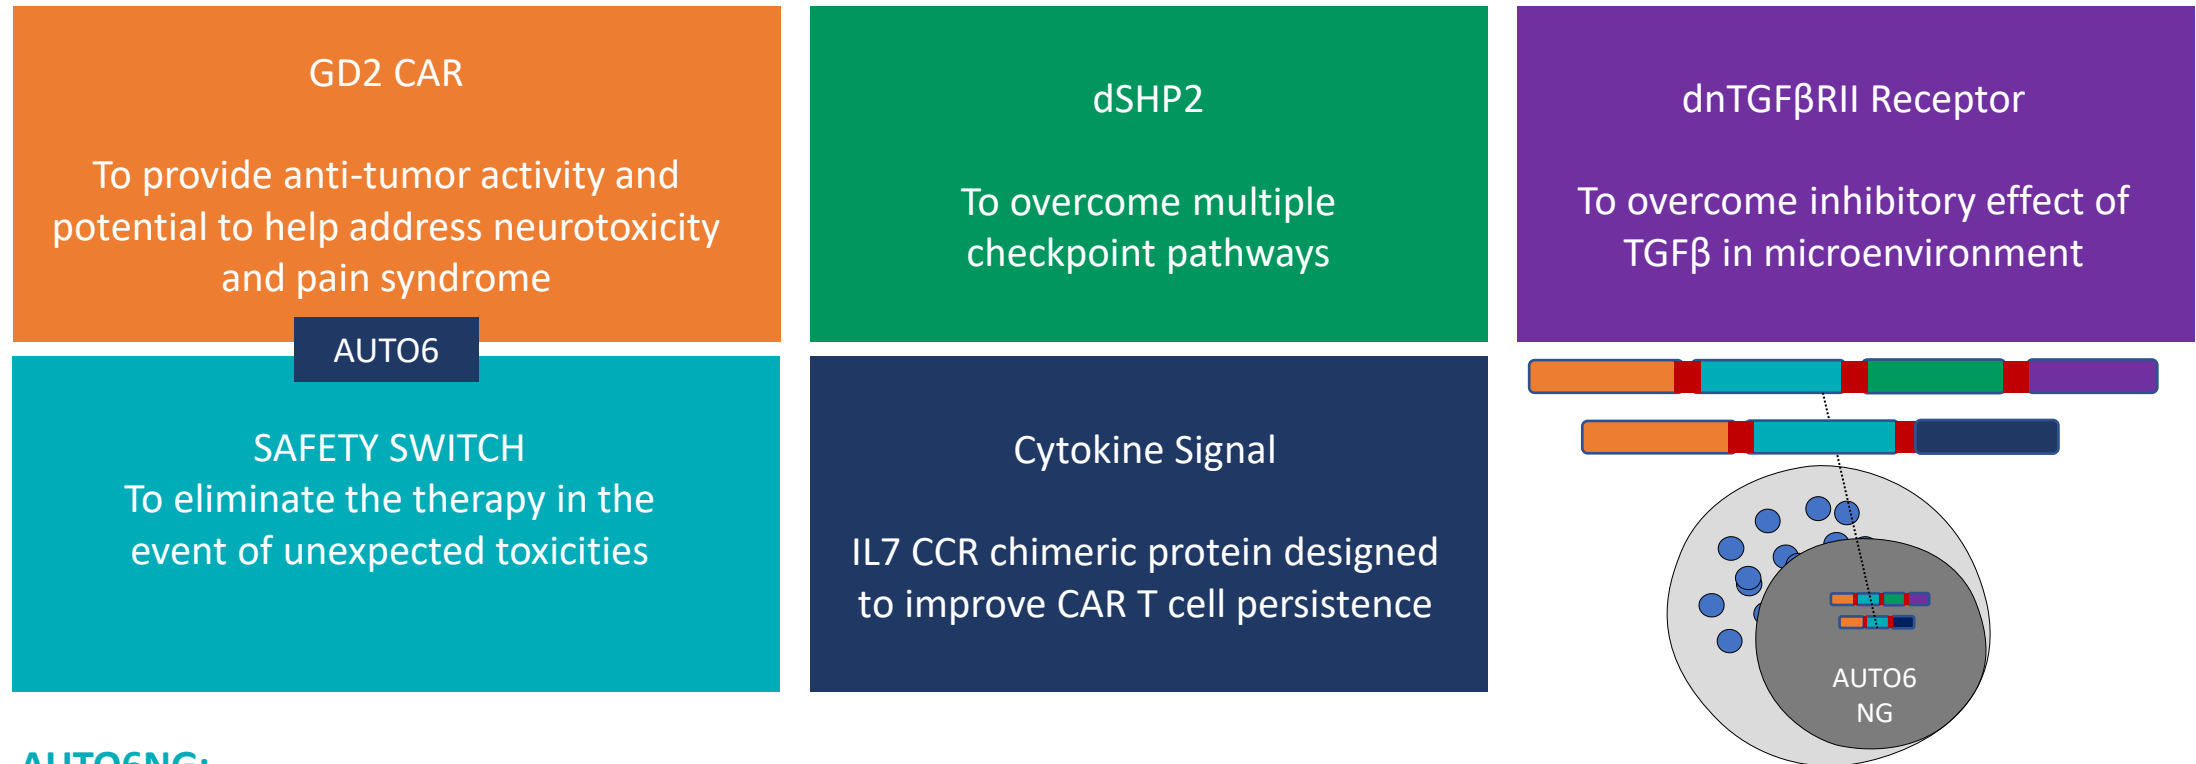 GD2 CAR
To provide anti-tumor activity and
potential to help address neurotoxicity
and pain syndrome
dSHP2
To overcome multiple
checkpoint pathways
dnTGFβRII Receptor
To overcome inhibitory effect of
TGFβ in microenvironment
AUTO6
SAFETY SWITCH
To eliminate the therapy in the
event of unexpected toxicities
Cytokine Signal
IL7 CCR chimeric protein designed
to improve CAR T cell persistence
AUTO6
NG
AUTO6NG: